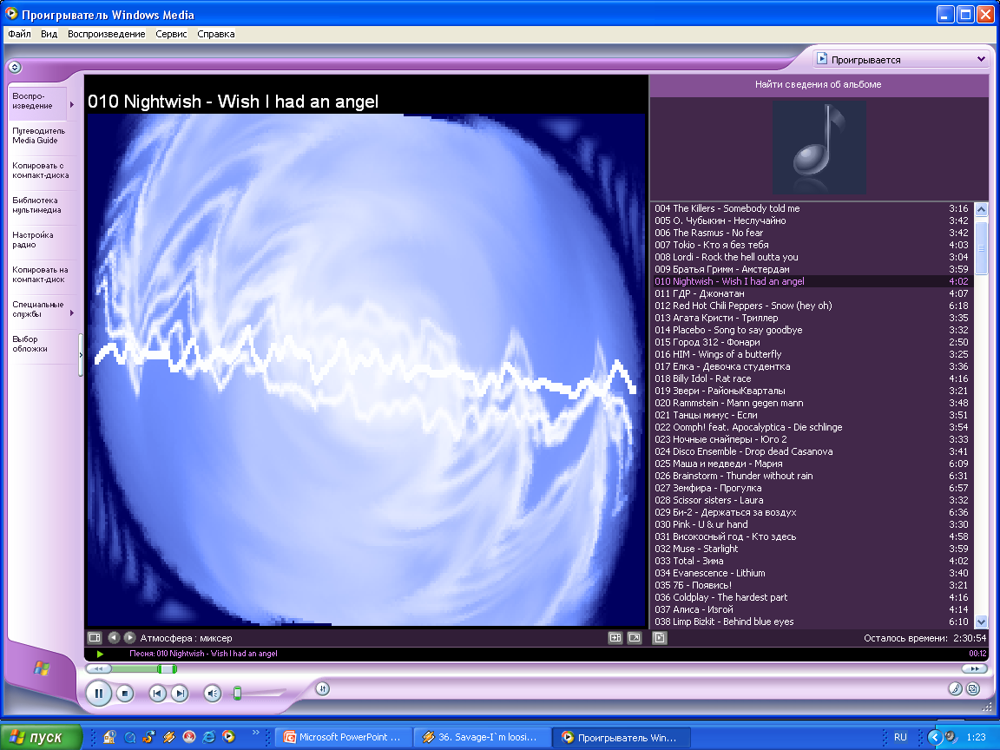 Проигрыватель Windows Media
Файл Вид Воспроизведение Сервис Справка
Проигрывается
Воспро-
изведение
Путеводитель
Media Guide
Копировать с
компакт-диска
Библиотека
мультимедиа
Настройка
радио
Копировать на
компакт-диск
Специальные
службы
Выбор
обложки
010 Nightwish - Wish I had an angel
Найти сведения об альбоме
004 The Killers - Somebody told me 3:16
005 О. Чубыкин - Неслучайно 3:42
006 The Rasmus - No fear 3:42
007 Tokio - Кто я без тебя 4:03
008 Lordi - Rock the hell outta you 3:04
009 Братья Гримм - Амстердам 3:59
010 Nightwish - Wish I had an angel 4:02
011 ГДР - Джонатан 4:07
012 Red Hot Chili Peppers - Snow (hey oh) 6:18
013 Агата Кристи - Триллер 3:35
014 Placebo - Song to say goodbye 3:32
015 Город 312 - Фонари 2:50
016 HIM - Wings of a butterfly 3:25
017 Елка - Девочка студентка 3:36
018 Billy Idol - Rat race 4:16
019 Звери - РайоныКварталы 3:21
020 Rammstein - Mann gegen mann 3:48
021 Танцы минус - Если 3:51
022 Oomph! feat. Apocalyptica - Die schlinge 3:54
023 Ночные снайперы - Юго 2 3:33
024 Disco Ensemble - Drop dead Casanova 3:41
025 Маша и медведи - Мария 6:09
026 Brainstorm - Thunder without rain 6:31
027 Земфира - Прогулка 6:57
028 Scissor sisters - Laura 3:32
029 Би-2 - Держаться за воздух 6:36
030 Pink - U & ur hand 3:30
031 Високосный год - Кто здесь 4:58
032 Muse - Starlight 3:59
033 Total - Зима 4:02
034 Evanescence - Lithium 3:40
035 7Б - Появись! 3:21
036 Coldplay - The hardest part 4:16
037 Алиса - Изгой 4:14
038 Limp Bizkit - Behind blue eyes 6:10
Атмосфера : миксер
Осталось времени: 2:30:54
Песня: 010 Nightwish - Wish I had an angel 00:12
пуск
Microsoft PowerPoint ...
36. Savage-I`m loosi...
Проигрыватель Win...
RU
1:23